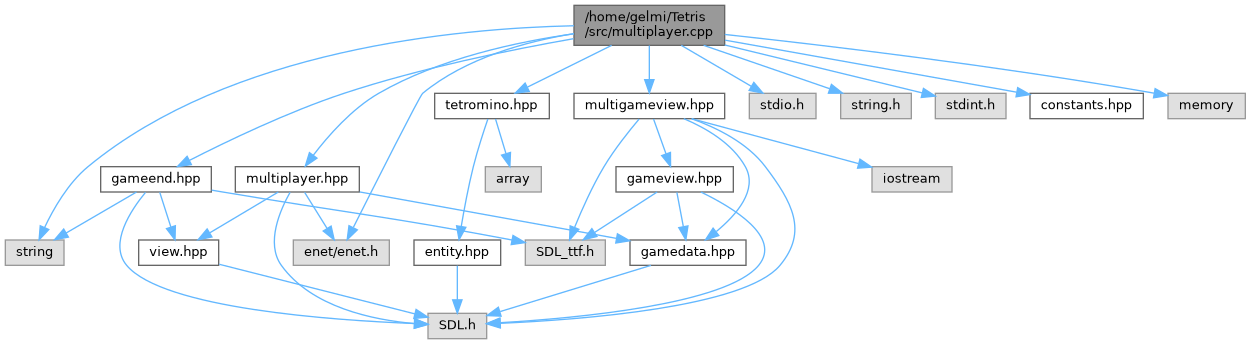 /home/gelmi/Tetris
/src/multiplayer.cpp
tetromino.hpp
multigameview.hpp
stdio.h
string.h
stdint.h
constants.hpp
memory
gameend.hpp
multiplayer.hpp
array
gameview.hpp
iostream
string
view.hpp
enet/enet.h
entity.hpp
SDL_ttf.h
gamedata.hpp
SDL.h